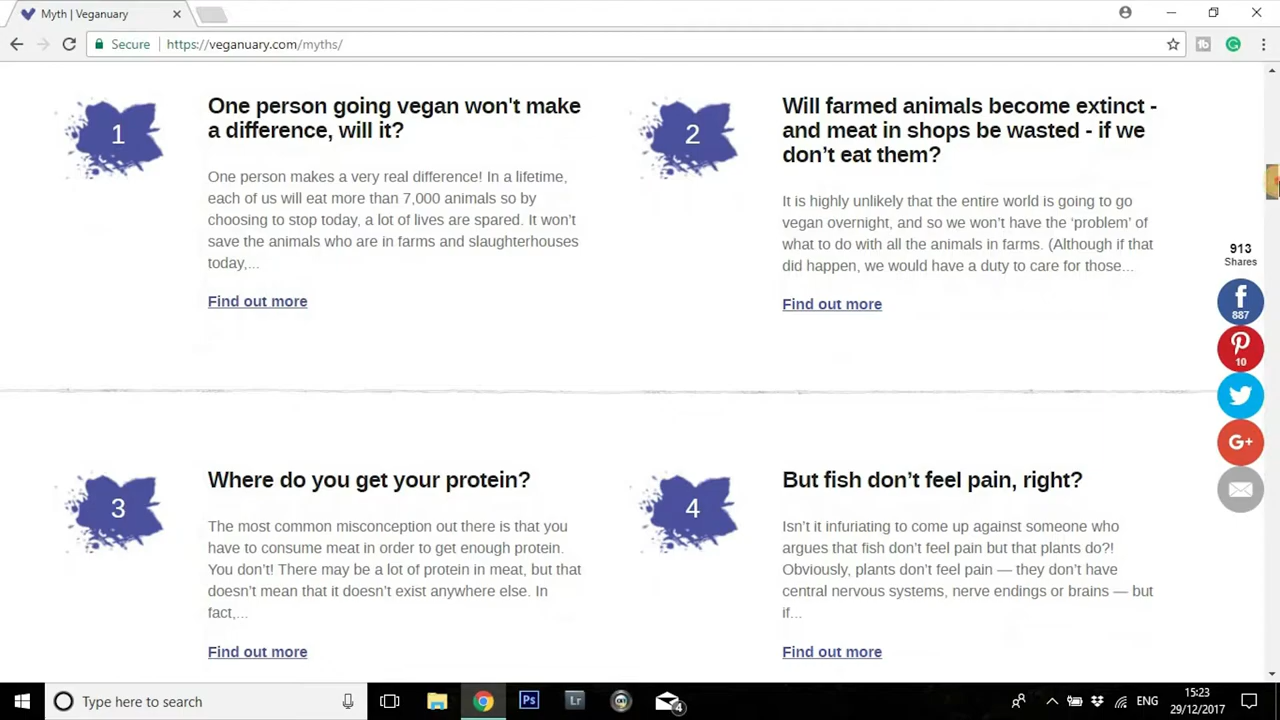 Myth | Veganuary
Secure
https://veganuary.com/myths/
1
One person going vegan won't make
a difference, will it?
One person makes a very real difference! In a lifetime,
each of us will eat more than 7,000 animals so by
choosing to stop today, a lot of lives are spared. It won’t
save the animals who are in farms and slaughterhouses
today,...
Find out more
2
Will farmed animals become extinct -
and meat in shops be wasted - if we
don’t eat them?
It is highly unlikely that the entire world is going to go
vegan overnight, and so we won’t have the ‘problem’ of
what to do with all the animals in farms. (Although if that
did happen, we would have a duty to care for those...
Find out more
3
Where do you get your protein?
The most common misconception out there is that you
have to consume meat in order to get enough protein.
You don’t! There may be a lot of protein in meat, but that
doesn’t mean that it doesn’t exist anywhere else. In
fact,...
Find out more
4
But fish don’t feel pain, right?
Isn’t it infuriating to come up against someone who
argues that fish don’t feel pain but that plants do?!
Obviously, plants don’t feel pain — they don’t have
central nervous systems, nerve endings or brains — but
if...
Find out more
913
Shares
887
10
G+
Type here to search
Ps
Lr
4
ENG
15:23
29/12/2017